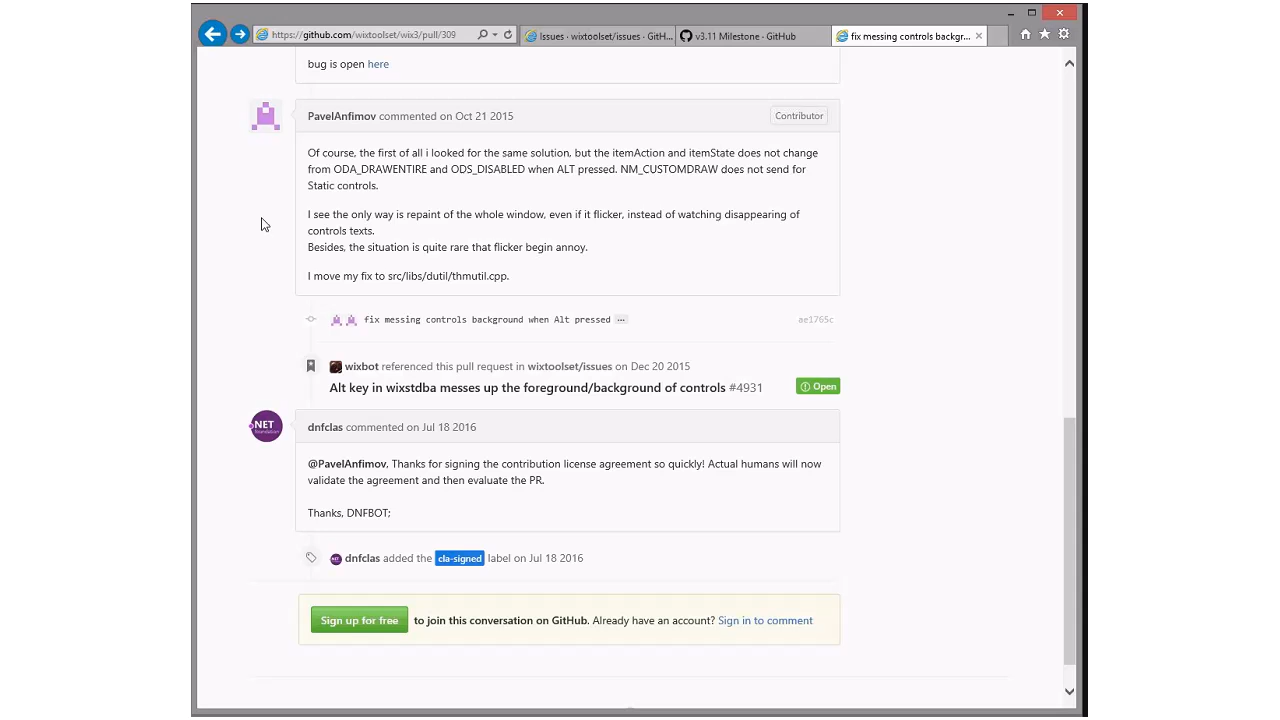 https://github.com/wixtoolset/wix3/pull/309
Issues · wixtoolset/issues · GitH...
v3.11 Milestone · GitHub
fix messing controls backgr...
bug is open here
PavelAnfimov commented on Oct 21 2015
Contributor
Of course, the first of all i looked for the same solution, but the itemAction and itemState does not change
from ODA_DRAWENTIRE and ODS_DISABLED when ALT pressed. NM_CUSTOMDRAW does not send for
Static controls.
I see the only way is repaint of the whole window, even if it flicker, instead of watching disappearing of
controls texts.
Besides, the situation is quite rare that flicker begin annoy.
I move my fix to src/libs/dutil/thmutil.cpp.
fix messing controls background when Alt pressed ...
ae1765c
wixbot referenced this pull request in wixtoolset/issues on Dec 20 2015
Alt key in wixstdba messes up the foreground/background of controls #4931
Open
.NET
foundation
dnfclas commented on Jul 18 2016
@PavelAnfimov, Thanks for signing the contribution license agreement so quickly! Actual humans will now
validate the agreement and then evaluate the PR.
Thanks, DNFBOT;
dnfclas added the cla-signed label on Jul 18 2016
Sign up for free to join this conversation on GitHub. Already have an account? Sign in to comment